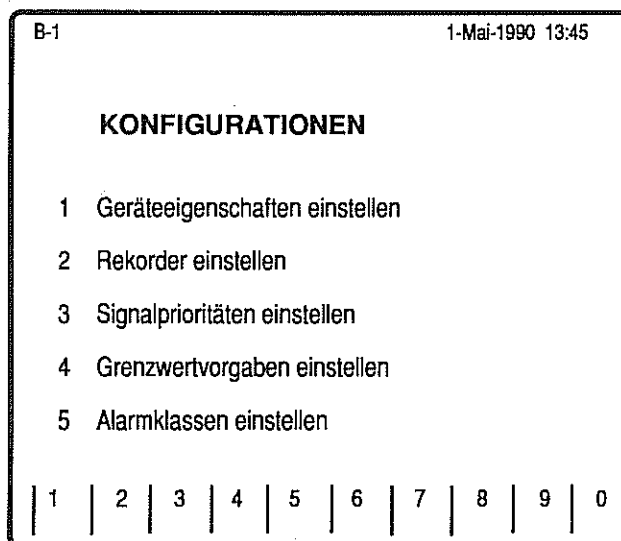 B-1 1-Mai-1990 13:45
KONFIGURATIONEN
1 Geräteeigenschaften einstellen
2 Rekorder einstellen
3 Signalprioritäten einstellen
4 Grenzwertvorgaben einstellen
5 Alarmklassen einstellen
1 2 3 4 5 6 7 8 9 0